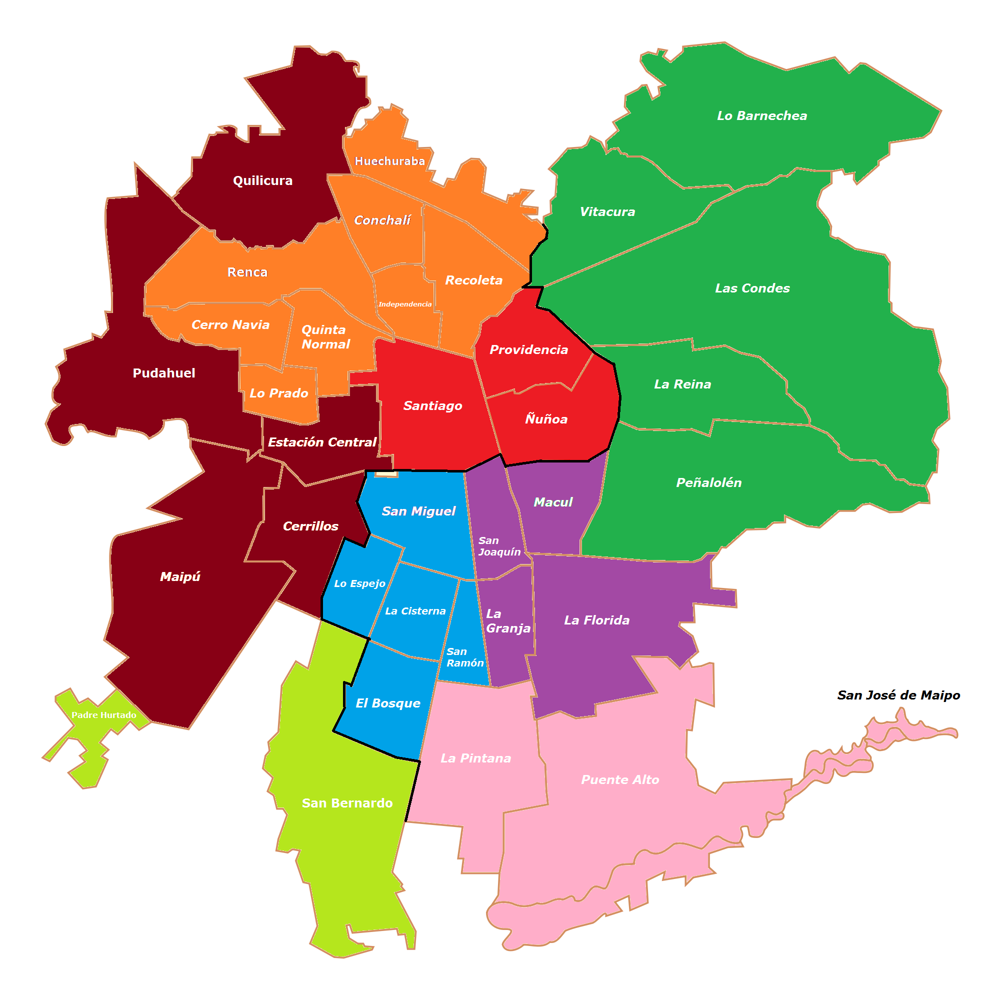 Lo Barnechea
Huechuraba
Quilicura
Vitacura
Conchalí
Renca
Recoleta
Las Condes
Independencia
Cerro Navia
Quinta
Normal
Providencia
Pudahuel
La Reina
Lo Prado
Santiago
Ñuñoa
Estación Central
Peñalolén
Macul
San Miguel
Cerrillos
San
Joaquín
Maipú
Lo Espejo
La Cisterna
La
Granja
La Florida
San
Ramón
San José de Maipo
El Bosque
Padre Hurtado
La Pintana
Puente Alto
San Bernardo